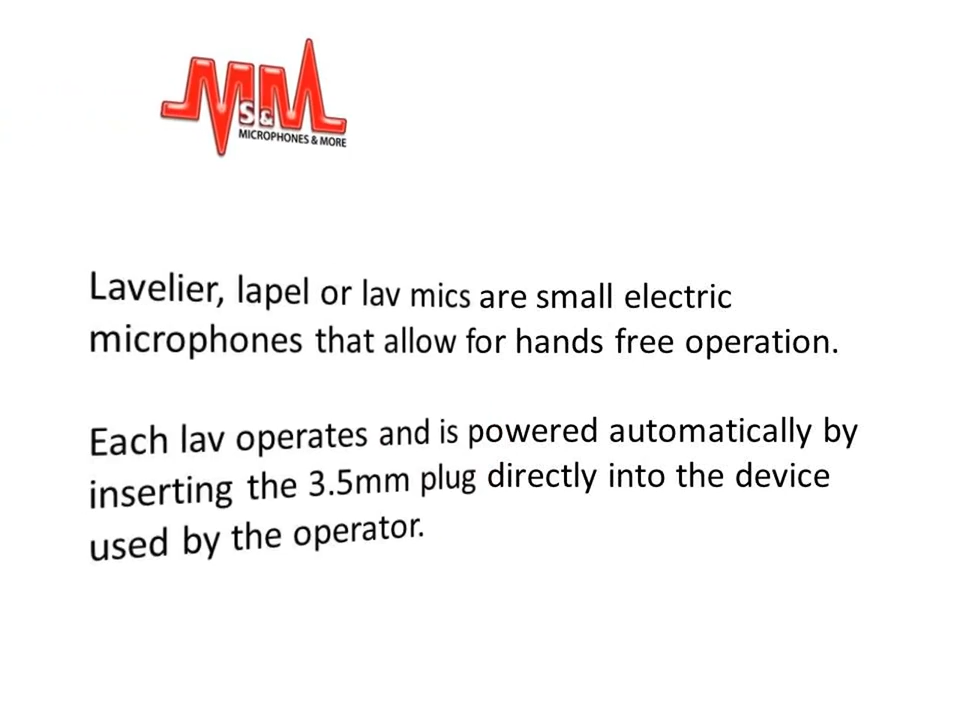 MS&M
MICROPHONES & MORE
Lavelier, lapel or lav mics are small electric
microphones that allow for hands free operation.
Each lav operates and is powered automatically by
inserting the 3.5mm plug directly into the device
used by the operator.